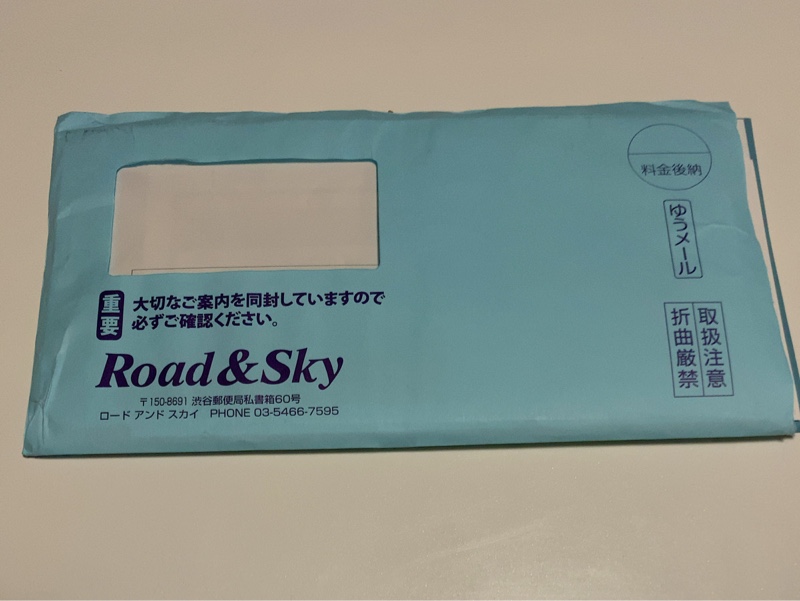 料金後納
ゆうメール
取扱注意
折曲厳禁
重要
大切なご案内を同封していますので
必ずご確認ください。
Road&Sky
〒150-8691 渋谷郵便局私書箱60号
ロード アンド スカイ PHONE 03-5466-7595